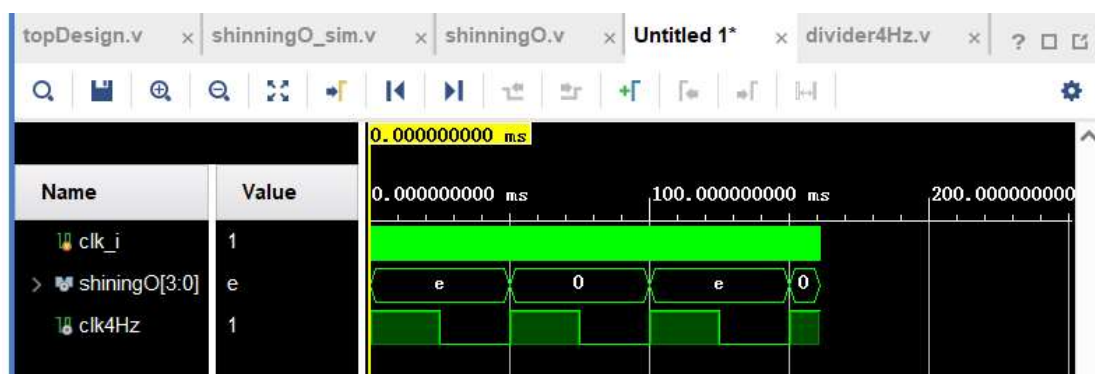 topDesign.v × shinningO_sim.v × shinningO.v × Untitled 1* × divider4Hz.v × ?
0.000000000 ms
Name Value 0.000000000 ms 100.000000000 ms 200.000000000
clk_i 1
shiningO[3:0] e e 0 e 0
clk4Hz 1